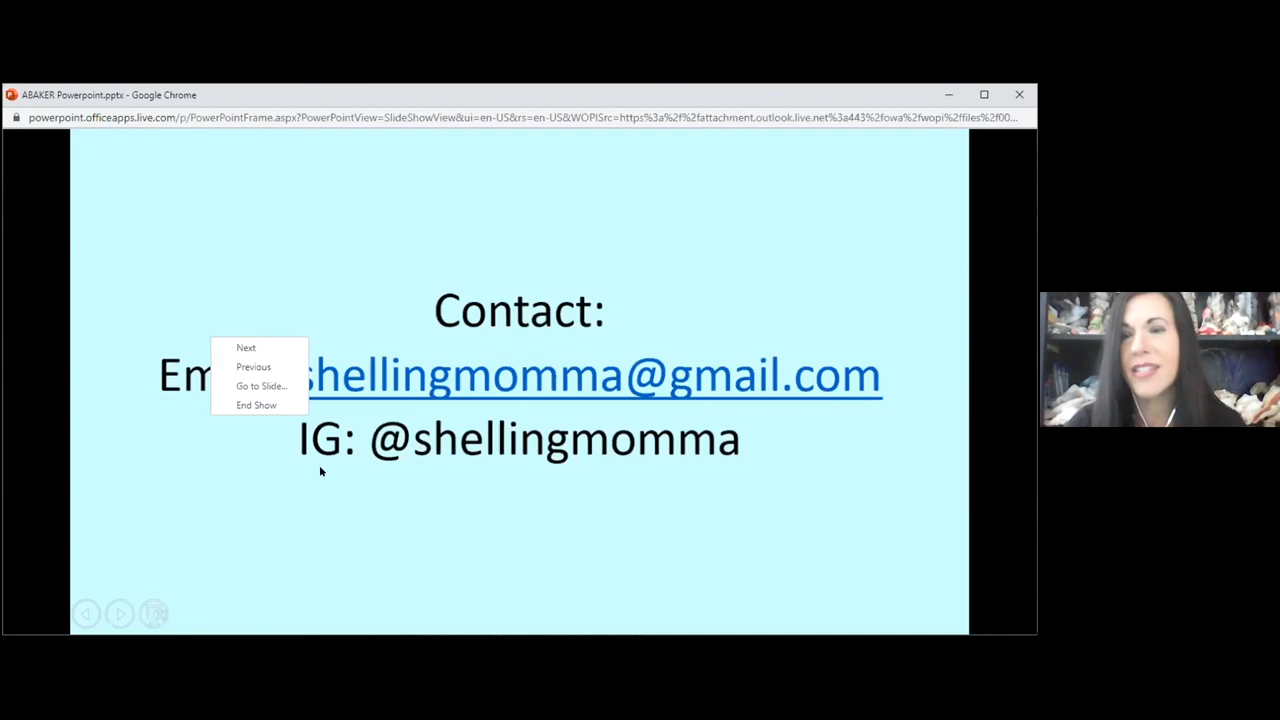 ABAKER Powerpoint.pptx - Google Chrome
powerpoint.officeapps.live.com/p/PowerPointFrame.aspx?PowerPointView=SlideShowView&ui=en-US&rs=en-US&WOPISrc=https%3a%2f%2fattachment.outlook.live.net%3a443%2fowa%2fwopi%2ffiles%2f00...
Contact:
Em shellingmomma@gmail.com
IG: @shellingmomma
Next
Previous
Go to Slide...
End Show